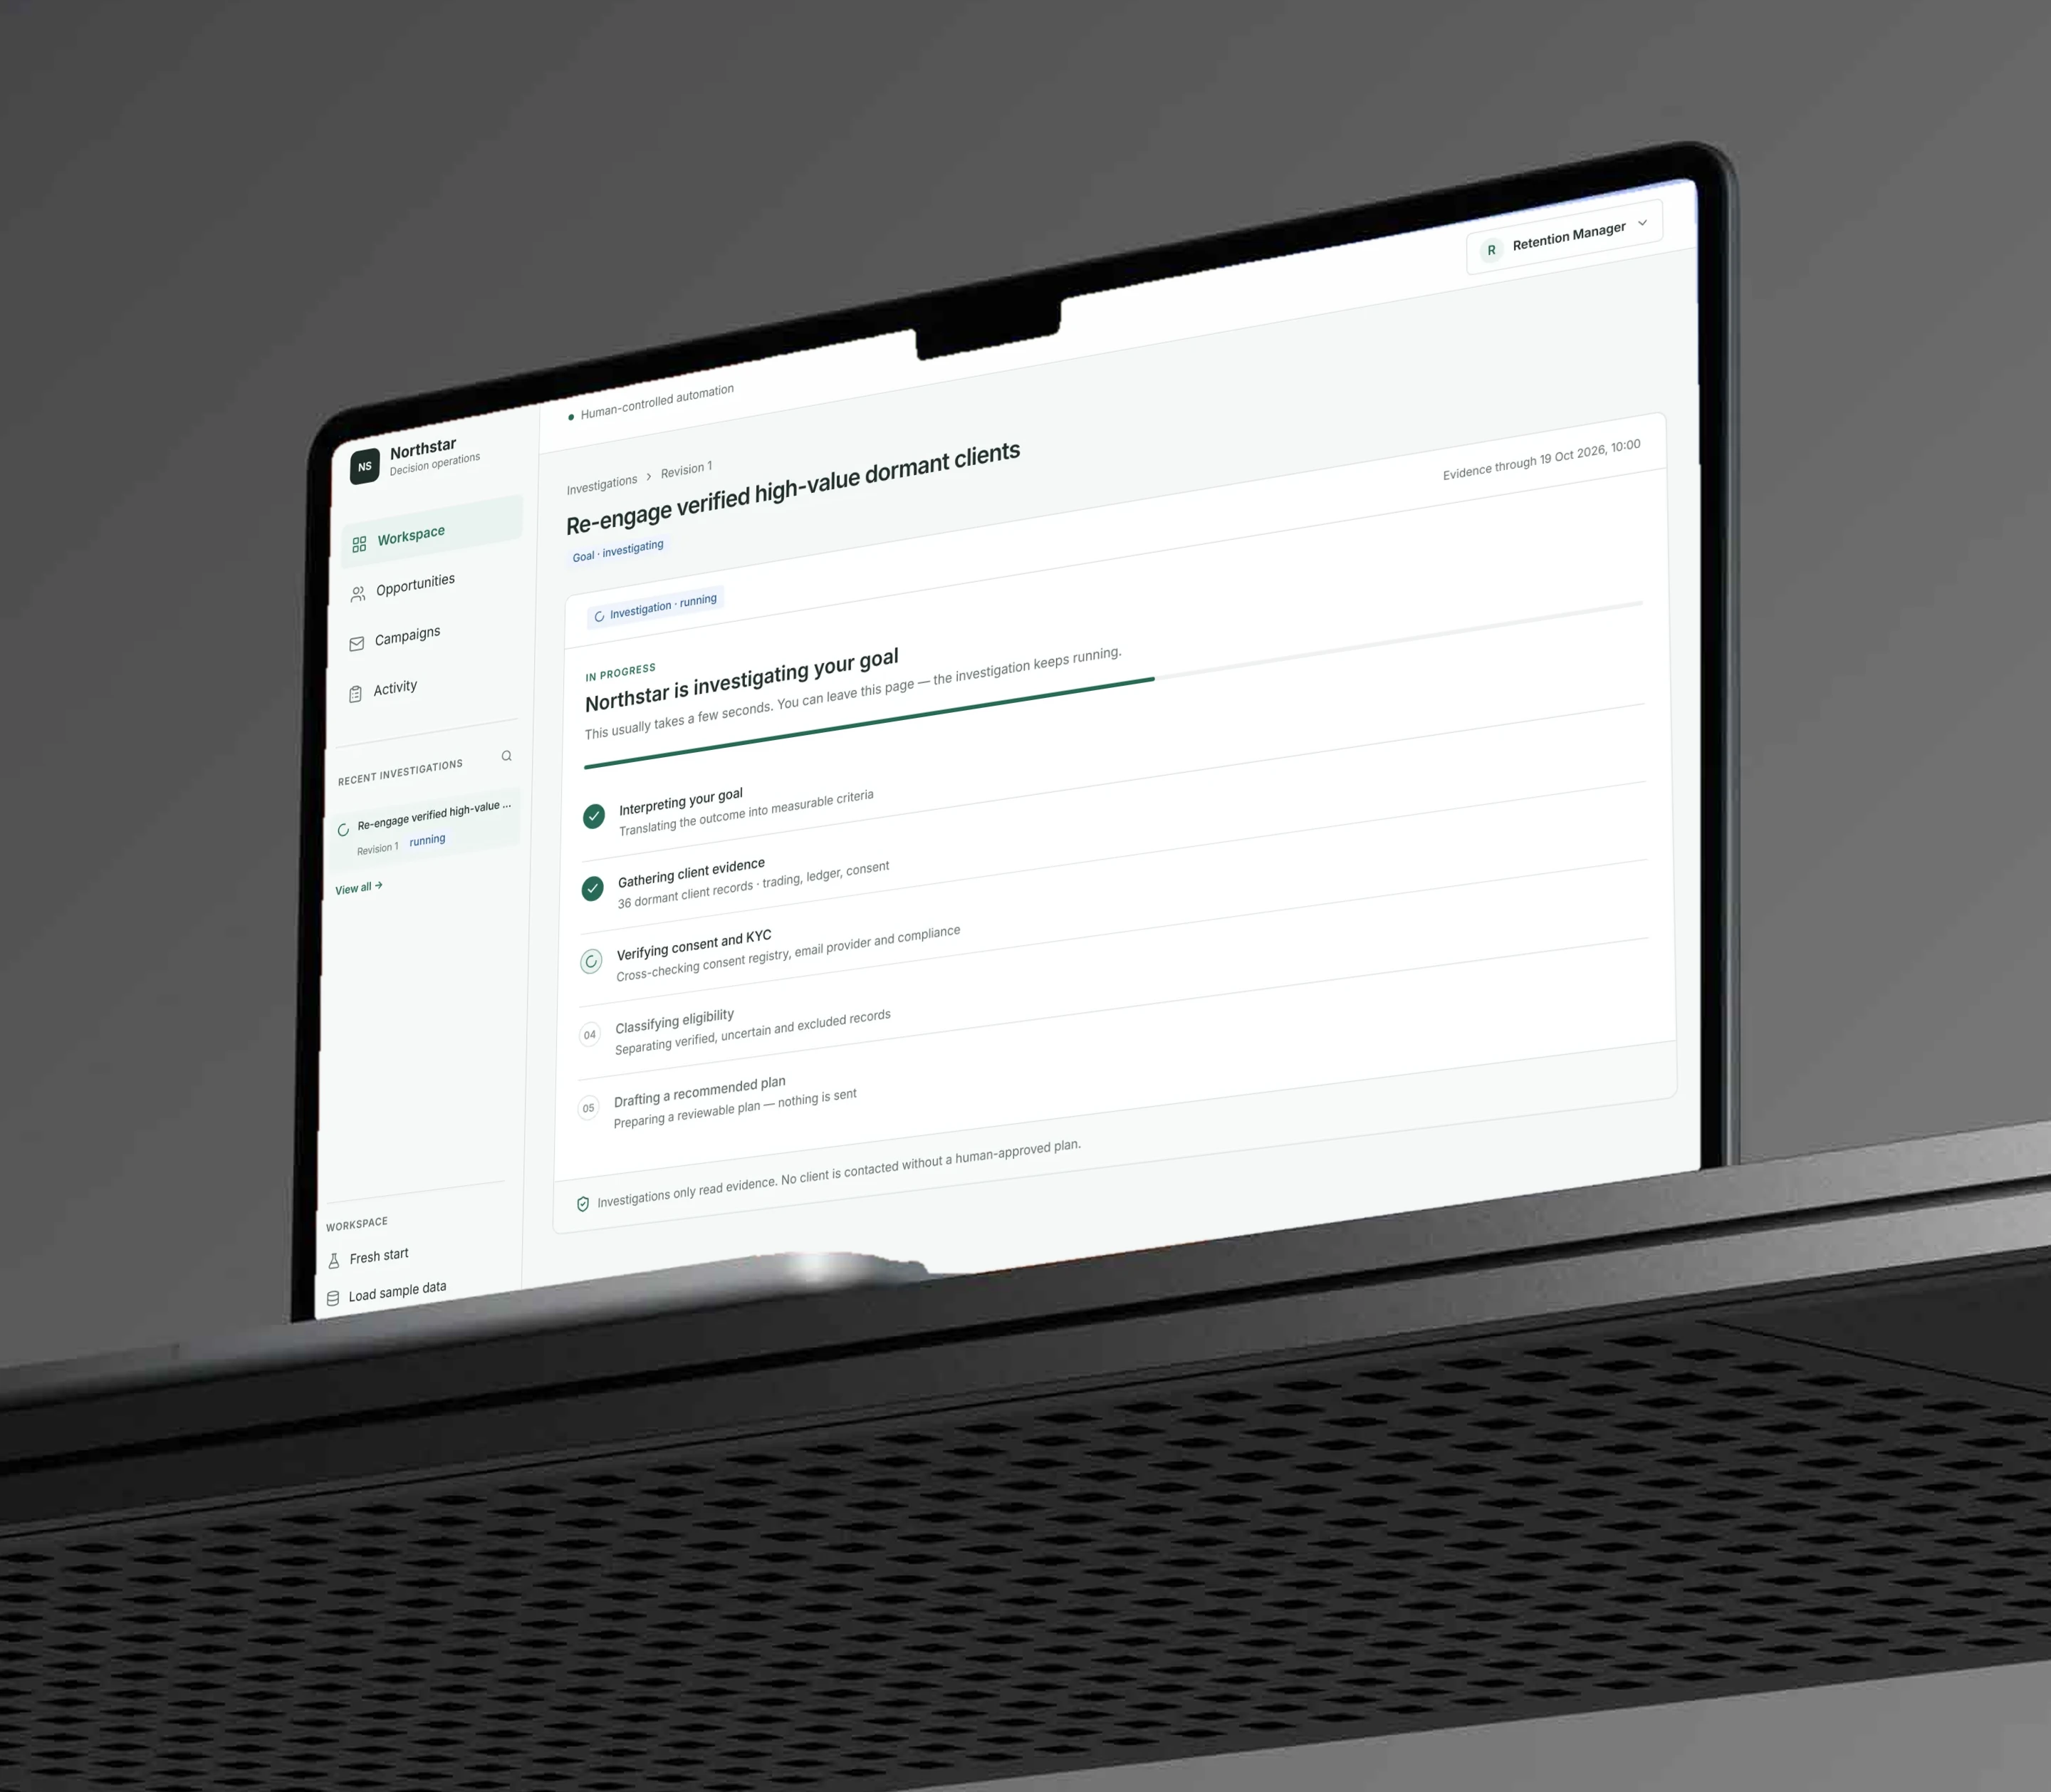 R Retention Manager
Human-controlled automation
NS
Northstar
Decision operations
Workspace
Opportunities
Campaigns
Activity
RECENT INVESTIGATIONS
Re-engage verified high-value ...
Revision 1 running
View all →
WORKSPACE
Fresh start
Load sample data
Investigations > Revision 1
Re-engage verified high-value dormant clients
Goal · investigating
Investigation · running
Evidence through 19 Oct 2026, 10:00
IN PROGRESS
Northstar is investigating your goal
This usually takes a few seconds. You can leave this page — the investigation keeps running.
Interpreting your goal
Translating the outcome into measurable criteria
Gathering client evidence
36 dormant client records · trading, ledger, consent
Verifying consent and KYC
Cross-checking consent registry, email provider and compliance
04
Classifying eligibility
Separating verified, uncertain and excluded records
05
Drafting a recommended plan
Preparing a reviewable plan — nothing is sent
Investigations only read evidence. No client is contacted without a human-approved plan.